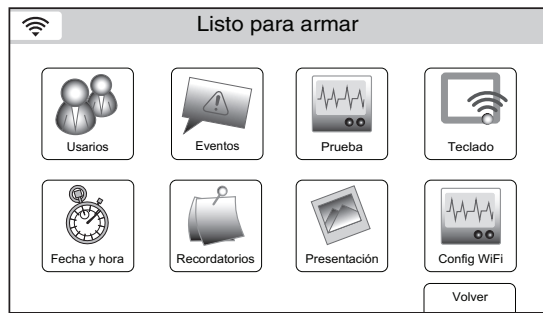 Listo para armar
Usarios
Eventos
Prueba
Teclado
Fecha y hora
Recordatorios
Presentación
Config WiFi
Volver